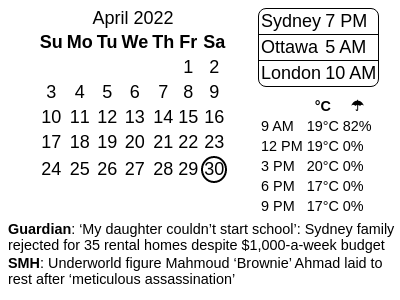 April 2022
Su Mo Tu We Th Fr Sa
1 2
3 4 5 6 7 8 9
10 11 12 13 14 15 16
17 18 19 20 21 22 23
24 25 26 27 28 29 30
Sydney 7 PM
Ottawa 5 AM
London 10 AM
°C ☂
9 AM 19°C 82%
12 PM 19°C 0%
3 PM 20°C 0%
6 PM 17°C 0%
9 PM 17°C 0%
Guardian: ‘My daughter couldn’t start school’: Sydney family
rejected for 35 rental homes despite $1,000-a-week budget
SMH: Underworld figure Mahmoud ‘Brownie’ Ahmad laid to
rest after ‘meticulous assassination’